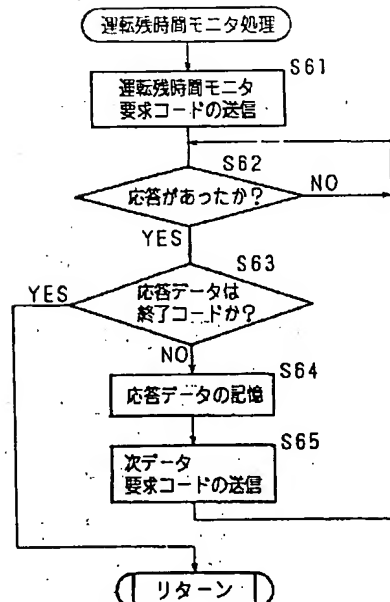 運転残時間モニタ処理
S61
運転残時間モニタ
要求コードの送信
S62
応答があったか?
NO
YES
S63
YES
応答データは
終了コードか?
NO
S64
応答データの記憶
S65
次データ
要求コードの送信
リターン